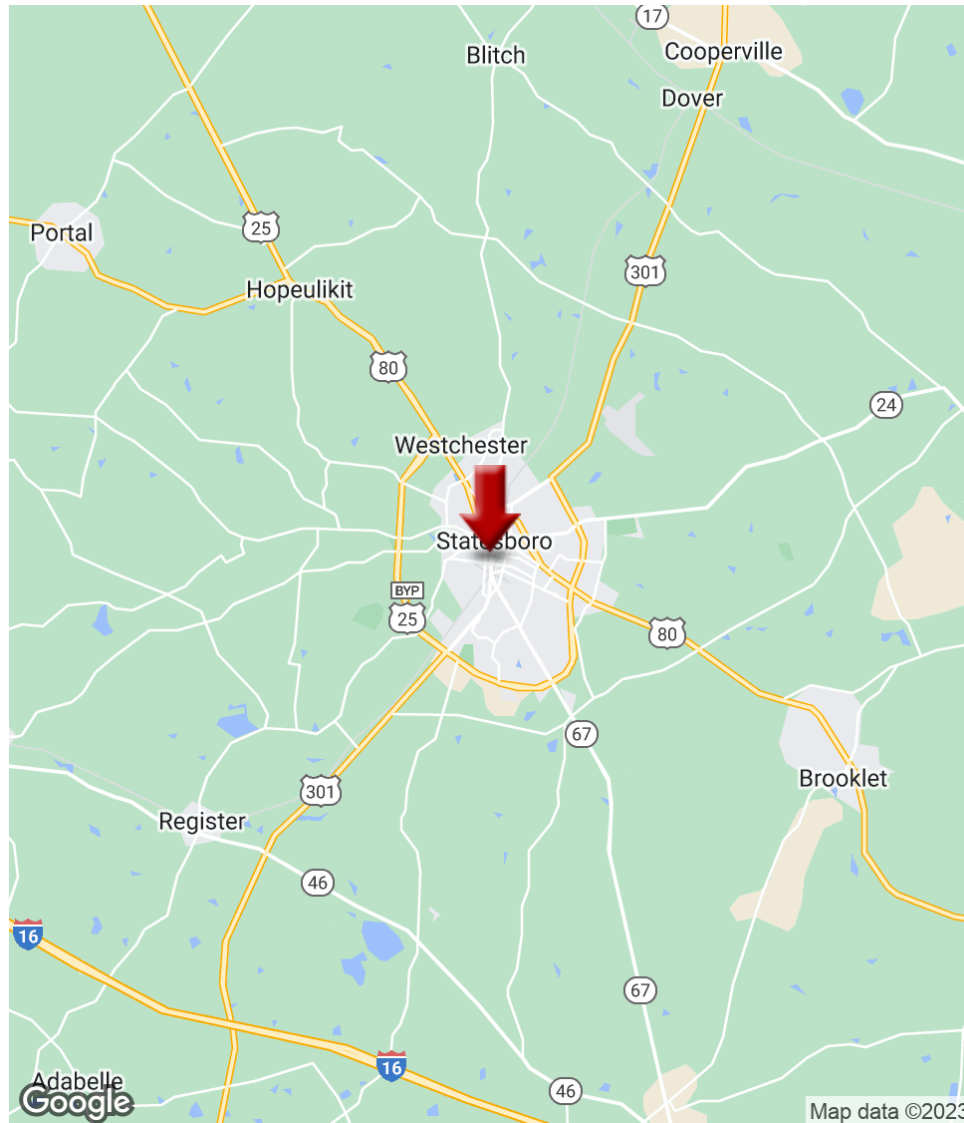 17
Cooperville
Blitch
Dover
25
Portal
301
Hopeulikit
80
24
Westchester
Statesboro
BYP
25
80
67
Brooklet
301
Register
46
16
67
16
Adabelle
46
Google
Map data ©2023